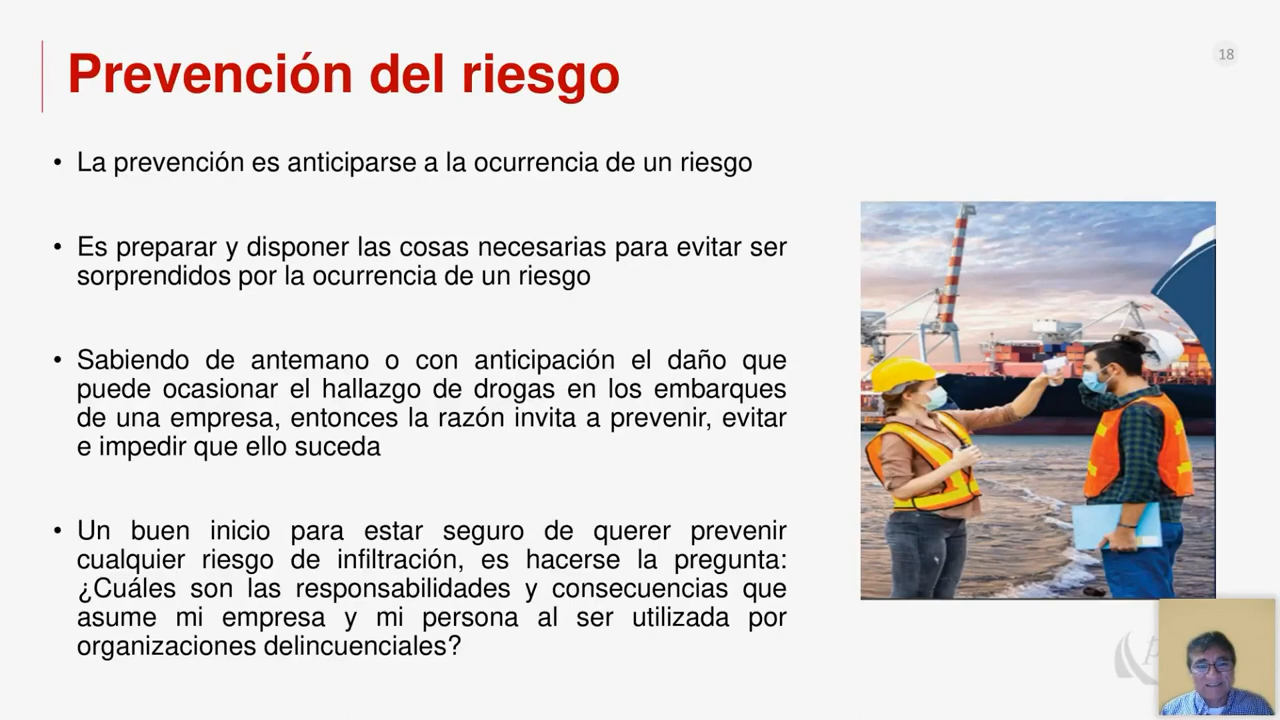 18
Prevención del riesgo
• La prevención es anticiparse a la ocurrencia de un riesgo
• Es preparar y disponer las cosas necesarias para evitar ser
sorprendidos por la ocurrencia de un riesgo
• Sabiendo de antemano o con anticipación el daño que
puede ocasionar el hallazgo de drogas en los embarques
de una empresa, entonces la razón invita a prevenir, evitar
e impedir que ello suceda
• Un buen inicio para estar seguro de querer prevenir
cualquier riesgo de infiltración, es hacerse la pregunta:
¿Cuáles son las responsabilidades y consecuencias que
asume mi empresa y mi persona al ser utilizada por
organizaciones delincuenciales?